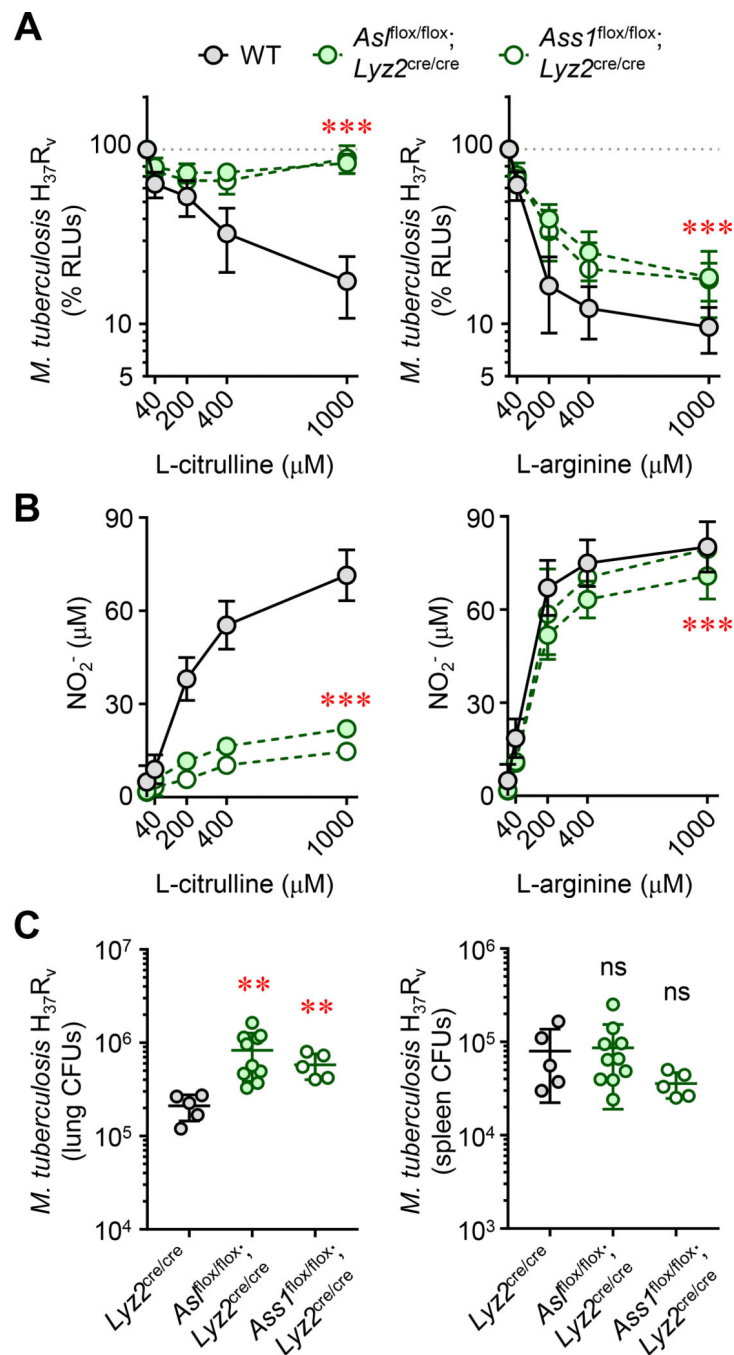 A
WT
Asl^flox/flox; Lyz2^cre/cre
Ass1^flox/flox; Lyz2^cre/cre
M. tuberculosis H37Rv
(% RLUs)
100
10
5
***
40
200
400
1000
L-citrulline (μM)
M. tuberculosis H37Rv
(% RLUs)
100
10
5
***
40
200
400
1000
L-arginine (μM)
B
NO2- (μM)
90
60
30
0
***
40
200
400
1000
L-citrulline (μM)
NO2- (μM)
90
60
30
0
***
40
200
400
1000
L-arginine (μM)
C
M. tuberculosis H37Rv
(lung CFUs)
10^7
10^6
10^5
10^4
**
**
Lyz2^cre/cre
Asl^flox/flox;
Lyz2^cre/cre
Ass1^flox/flox;
Lyz2^cre/cre
M. tuberculosis H37Rv
(spleen CFUs)
10^6
10^5
10^4
10^3
ns
ns
Lyz2^cre/cre
Asl^flox/flox;
Lyz2^cre/cre
Ass1^flox/flox;
Lyz2^cre/cre